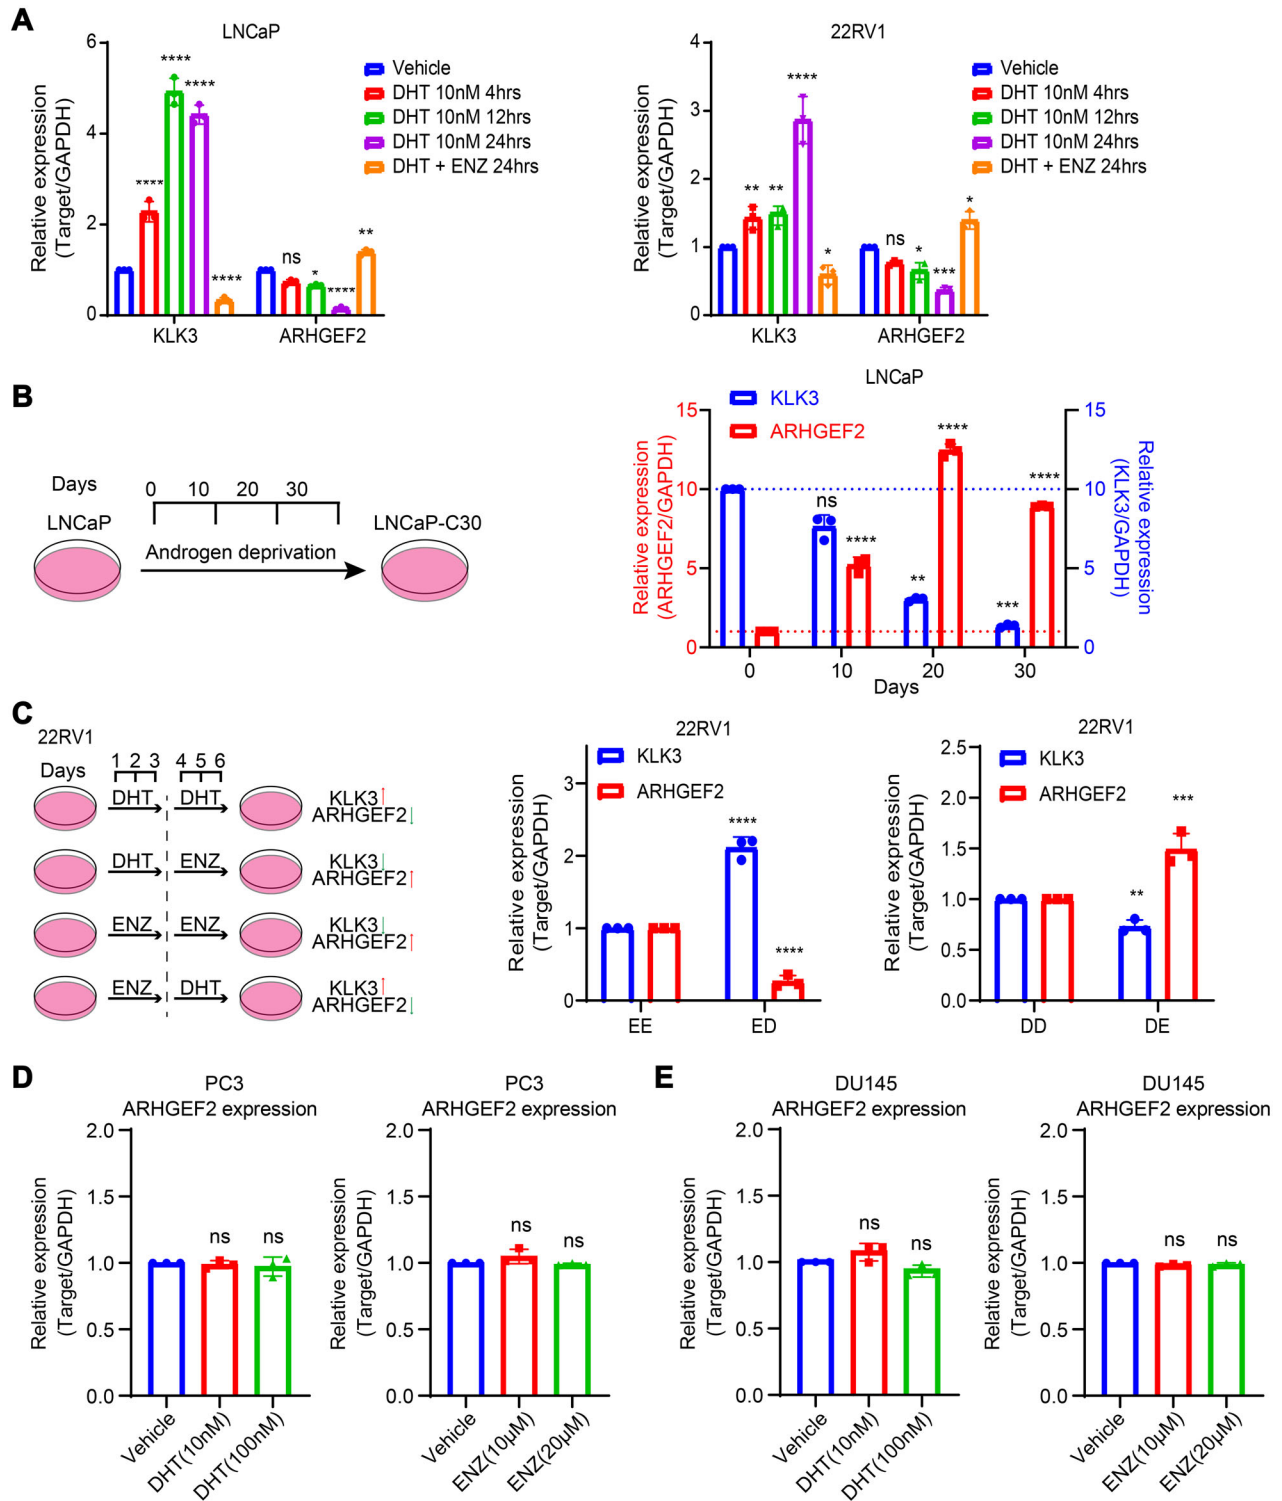 A
LNCaP
Relative expression
(Target/GAPDH)
6
4
2
0
****
****
****
****
ns
*
****
**
KLK3
ARHGEF2
Vehicle
DHT 10nM 4hrs
DHT 10nM 12hrs
DHT 10nM 24hrs
DHT + ENZ 24hrs
22RV1
Relative expression
(Target/GAPDH)
4
3
2
1
0
**
**
****
*
ns
*
***
*
KLK3
ARHGEF2
Vehicle
DHT 10nM 4hrs
DHT 10nM 12hrs
DHT 10nM 24hrs
DHT + ENZ 24hrs
B
Days
0 10 20 30
LNCaP
LNCaP-C30
Androgen deprivation
LNCaP
KLK3
ARHGEF2
Relative expression
(ARHGEF2/GAPDH)
15
10
5
0
ns
****
**
****
***
****
0 10 20 30
Days
15
10
5
0
Relative expression
(KLK3/GAPDH)
C
22RV1
Days
1 2 3
4 5 6
DHT
DHT
KLK3↑
ARHGEF2↓
DHT
ENZ
KLK3↓
ARHGEF2↑
ENZ
ENZ
KLK3↓
ARHGEF2↑
ENZ
DHT
KLK3↑
ARHGEF2↓
22RV1
KLK3
ARHGEF2
Relative expression
(Target/GAPDH)
3
2
1
0
****
****
EE
ED
22RV1
KLK3
ARHGEF2
Relative expression
(Target/GAPDH)
2.5
2.0
1.5
1.0
0.5
0.0
**
***
DD
DE
D
PC3
ARHGEF2 expression
Relative expression
(Target/GAPDH)
2.0
1.5
1.0
0.5
0.0
ns
ns
Vehicle
DHT(10nM)
DHT(100nM)
PC3
ARHGEF2 expression
Relative expression
(Target/GAPDH)
2.0
1.5
1.0
0.5
0.0
ns
ns
Vehicle
ENZ(10μM)
ENZ(20μM)
E
DU145
ARHGEF2 expression
Relative expression
(Target/GAPDH)
2.0
1.5
1.0
0.5
0.0
ns
ns
Vehicle
DHT(10nM)
DHT(100nM)
DU145
ARHGEF2 expression
Relative expression
(Target/GAPDH)
2.0
1.5
1.0
0.5
0.0
ns
ns
Vehicle
ENZ(10μM)
ENZ(20μM)